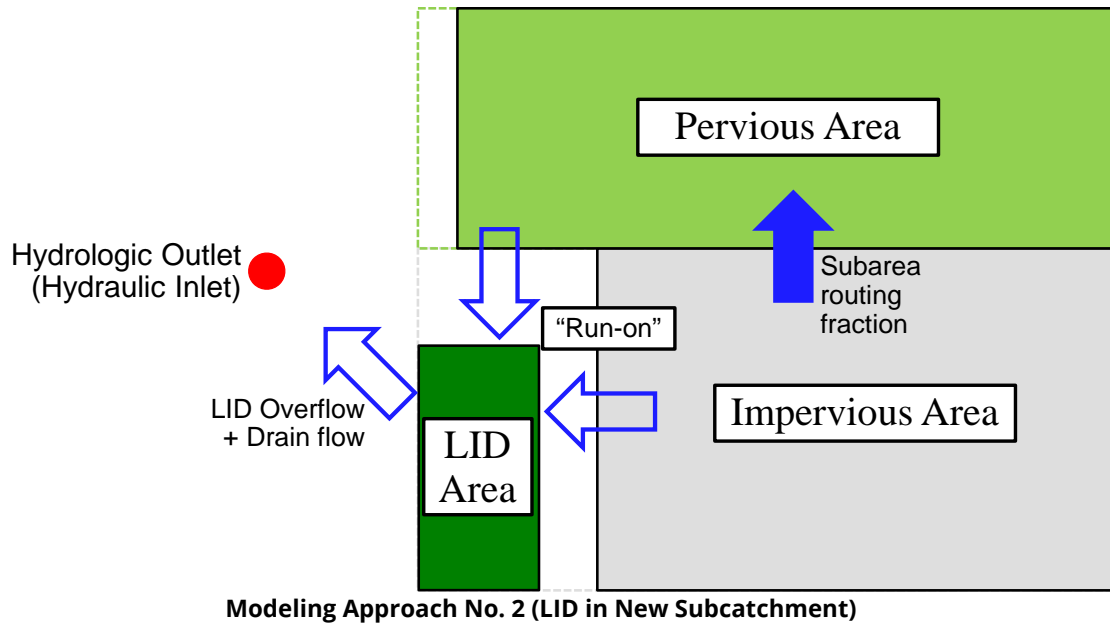 Pervious Area
Hydrologic Outlet
(Hydraulic Inlet)
Subarea
routing
fraction
“Run-on”
LID Overflow
+ Drain flow
LID
Area
Impervious Area
Modeling Approach No. 2 (LID in New Subcatchment)